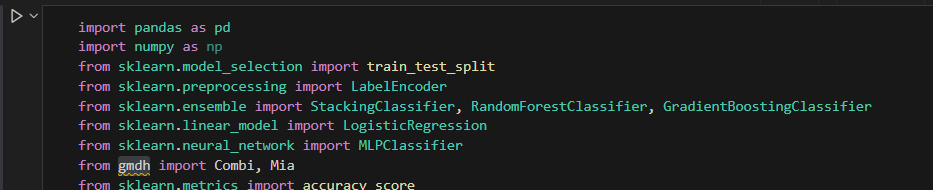 import pandas as pd
import numpy as np
from sklearn.model_selection import train_test_split
from sklearn.preprocessing import LabelEncoder
from sklearn.ensemble import StackingClassifier, RandomForestClassifier, GradientBoostingClassifier
from sklearn.linear_model import LogisticRegression
from sklearn.neural_network import MLPClassifier
from gmdh import Combi, Mia
from sklearn.metrics import accuracy_score